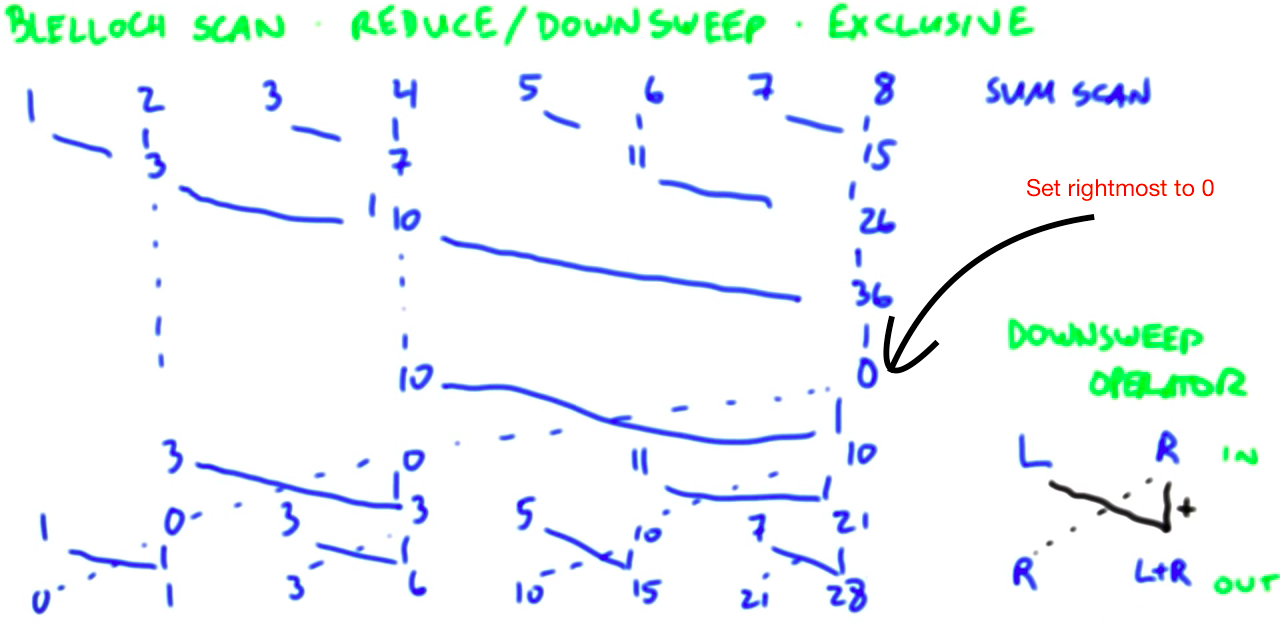 BLELLOCH SCAN · REDUCE/DOWNSWEEP · EXCLUSIVE
1 2 3 4 5 6 7 8 SUM SCAN
3 7 11 15
Set rightmost to 0
10 26
36
DOWNSWEEP
10 0
OPERATOR
3 0 11 10
L R IN
1 0 3 3 5 10 7 21
+
0 1 3 6 10 15 21 28
R L+R OUT